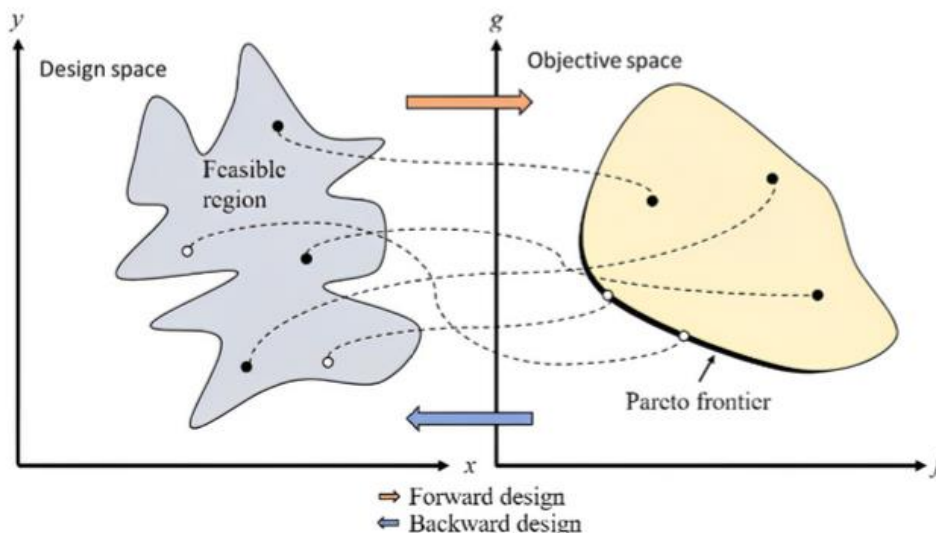 y
g
Design space
Objective space
Feasible
region
Pareto frontier
x
Forward design
Backward design